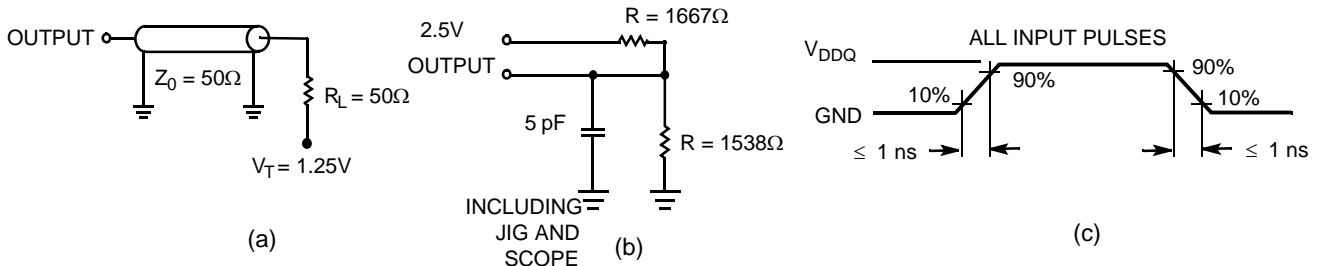 OUTPUT
Z0 = 50Ω
RL = 50Ω
VT = 1.25V
(a)
R = 1667Ω
2.5V
OUTPUT
5 pF
R = 1538Ω
INCLUDING
JIG AND
SCOPE
(b)
ALL INPUT PULSES
VDDQ
90%
90%
10%
10%
GND
≤ 1 ns
≤ 1 ns
(c)